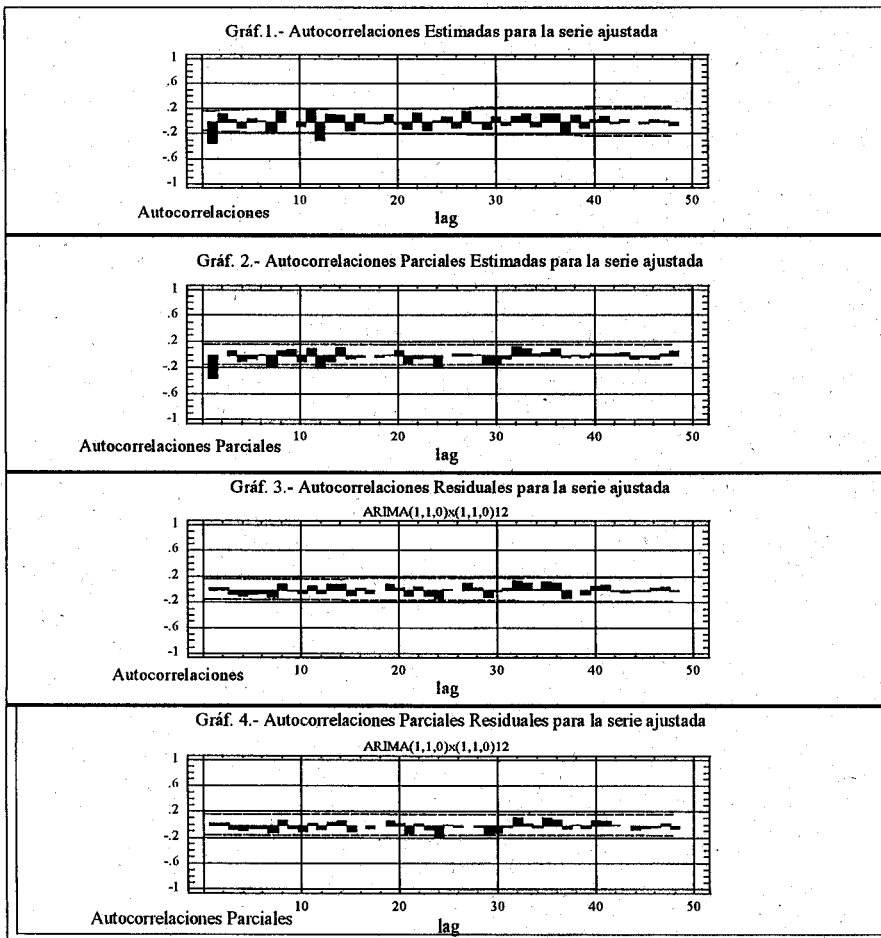 Gráf.1.- Autocorrelaciones Estimadas para la serie ajustada
1
.6
.2
-.2
-.6
-1
10 20 30 40 50
Autocorrelaciones
lag
Gráf. 2.- Autocorrelaciones Parciales Estimadas para la serie ajustada
1
.6
.2
-.2
-.6
-1
10 20 30 40 50
Autocorrelaciones Parciales
lag
Gráf. 3.- Autocorrelaciones Residuales para la serie ajustada
ARIMA(1,1,0)x(1,1,0)12
1
.6
.2
-.2
-.6
-1
10 20 30 40 50
Autocorrelaciones
lag
Gráf. 4.- Autocorrelaciones Parciales Residuales para la serie ajustada
ARIMA(1,1,0)x(1,1,0)12
1
.6
.2
-.2
-.6
-1
10 20 30 40 50
Autocorrelaciones Parciales
lag